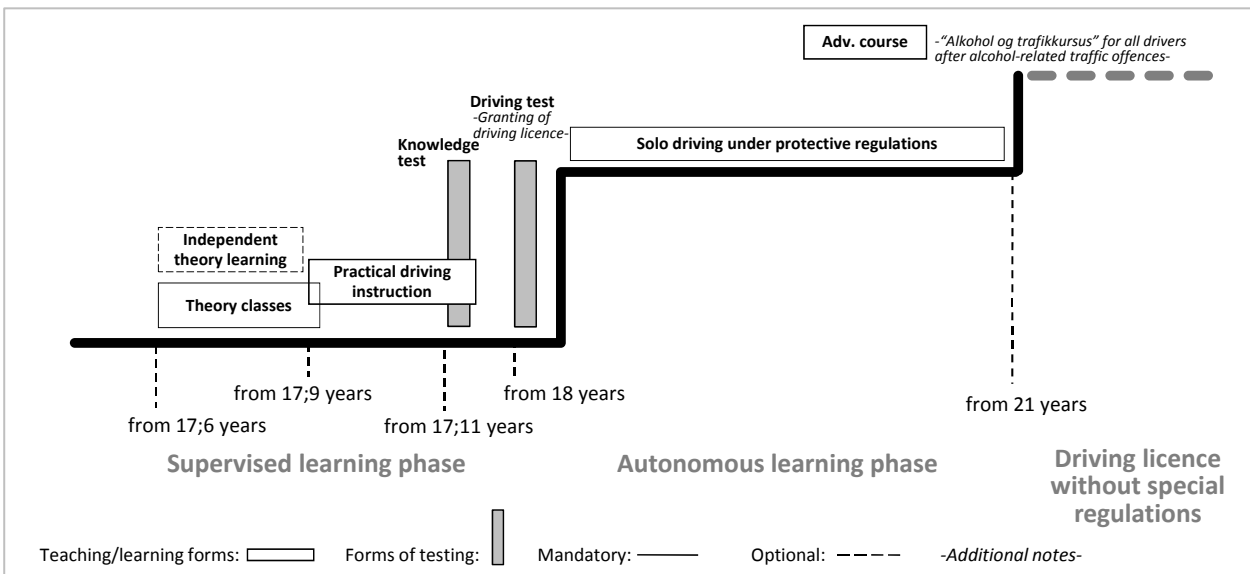 Adv. course
-“Alkohol og trafikkursus” for all drivers
after alcohol-related traffic offences-
Driving test
-Granting of
driving licence-
Knowledge
test
Solo driving under protective regulations
Independent
theory learning
Practical driving
instruction
Theory classes
from 17;9 years
from 18 years
from 21 years
from 17;6 years
from 17;11 years
Supervised learning phase
Autonomous learning phase
Driving licence
without special
regulations
Teaching/learning forms:
Forms of testing:
Mandatory:
Optional:
-Additional notes-